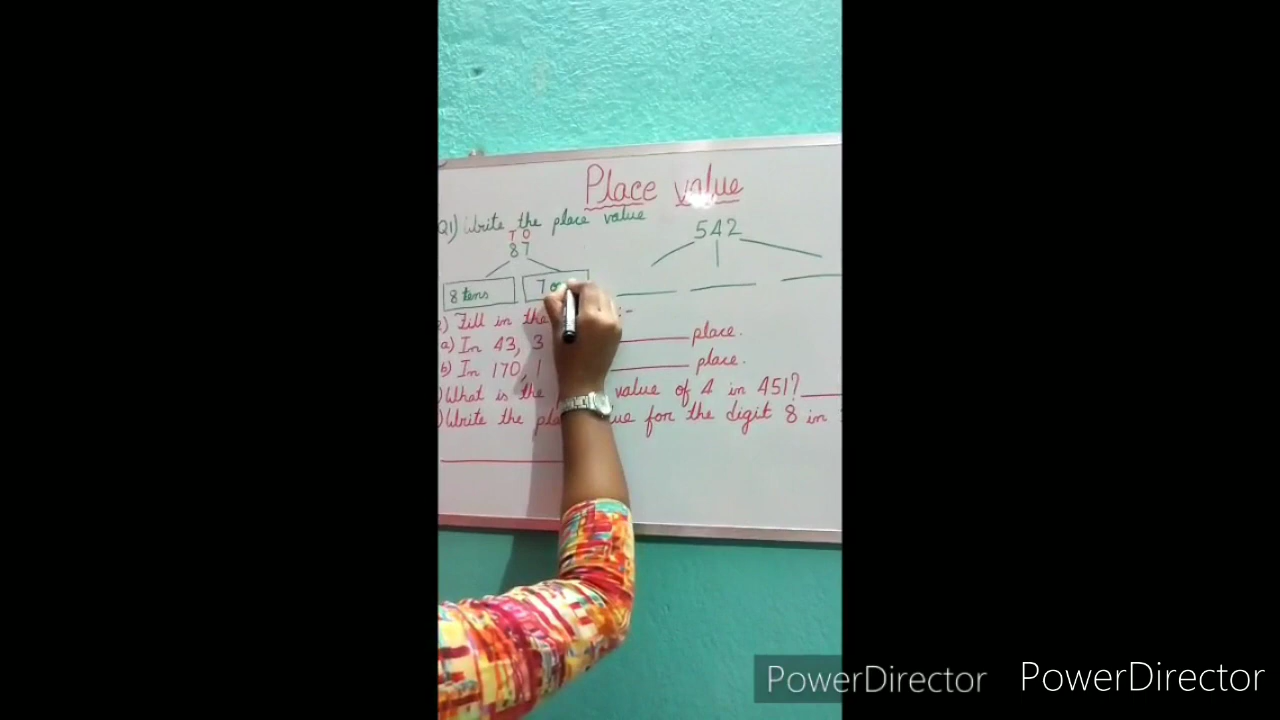 Place value
Q1) Write the place value
T O
87
542
8 tens
7
) Fill in the :-
a) In 43, 3 place.
b) In 170, 1 place.
) What is the value of 4 in 451?
) Write the for the digit 8 in
PowerDirector PowerDirector